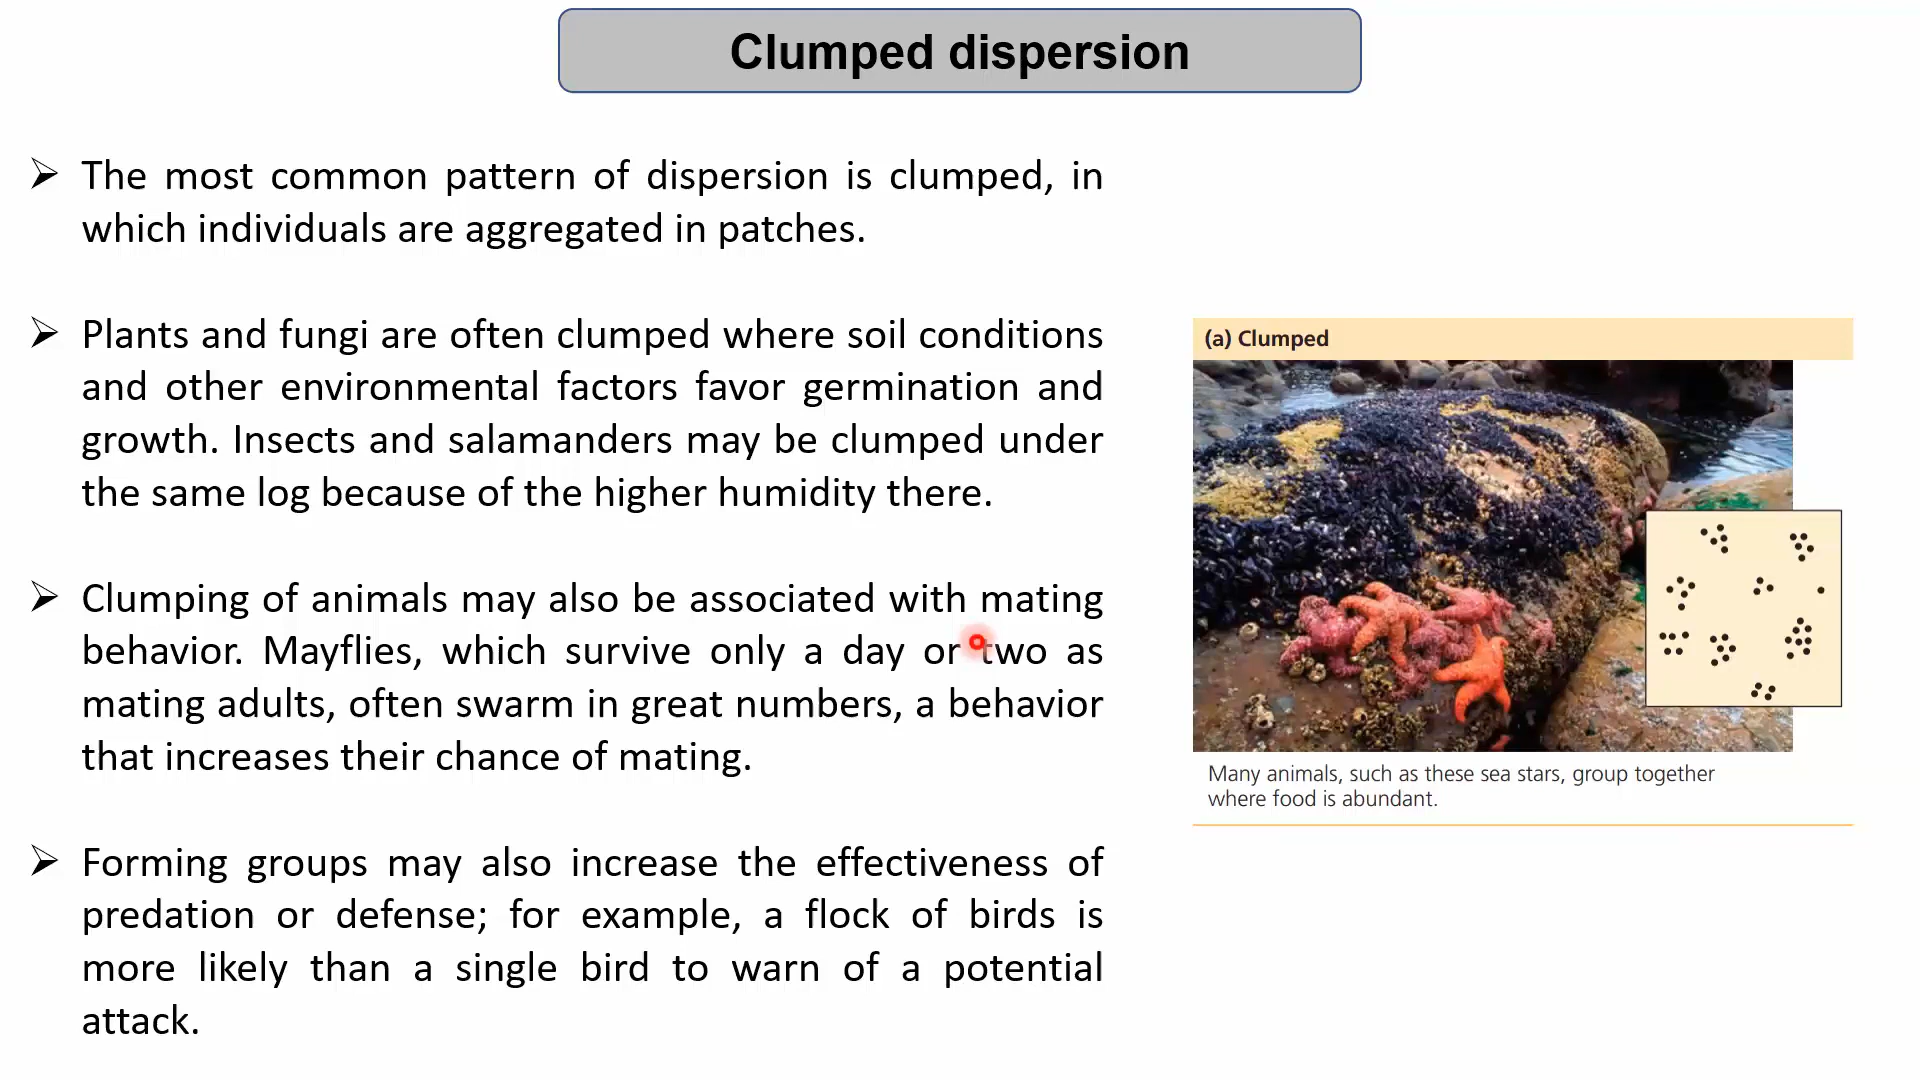 Clumped dispersion
➢ The most common pattern of dispersion is clumped, in
which individuals are aggregated in patches.
➢ Plants and fungi are often clumped where soil conditions
and other environmental factors favor germination and
growth. Insects and salamanders may be clumped under
the same log because of the higher humidity there.
➢ Clumping of animals may also be associated with mating
behavior. Mayflies, which survive only a day or two as
mating adults, often swarm in great numbers, a behavior
that increases their chance of mating.
➢ Forming groups may also increase the effectiveness of
predation or defense; for example, a flock of birds is
more likely than a single bird to warn of a potential
attack.
(a) Clumped
Many animals, such as these sea stars, group together
where food is abundant.